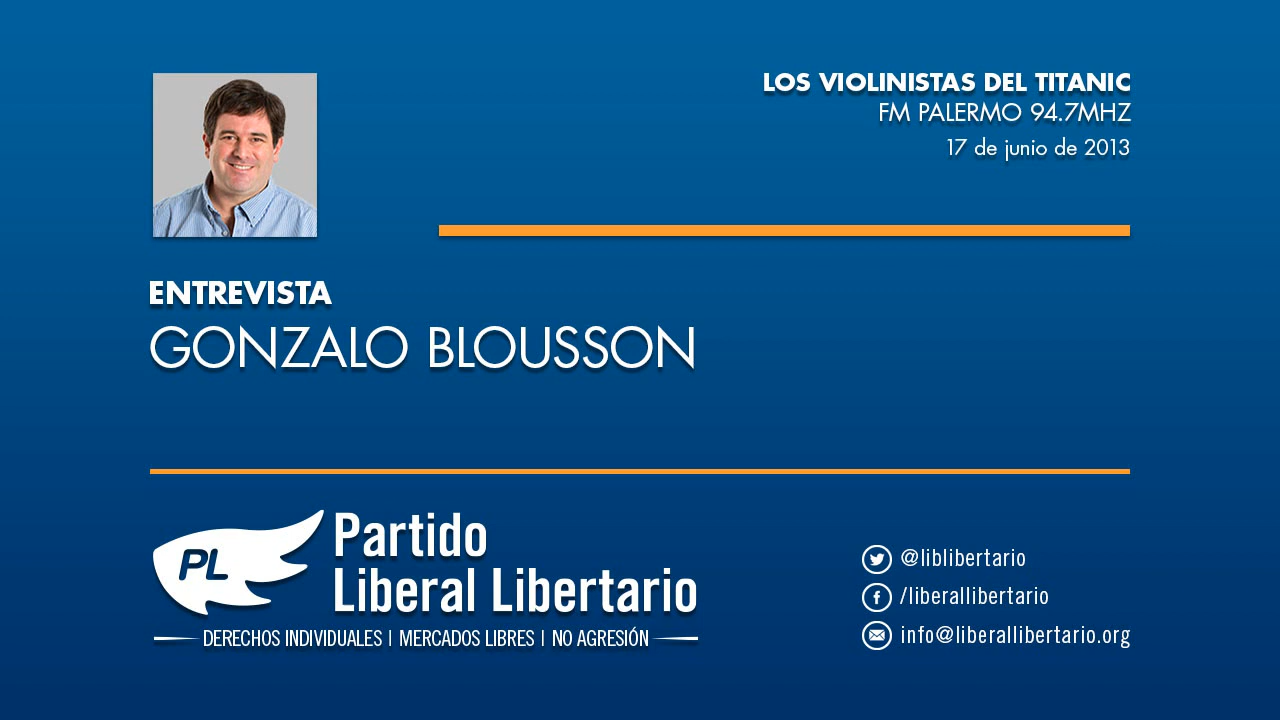 LOS VIOLINISTAS DEL TITANIC
FM PALERMO 94.7MHZ
17 de junio de 2013
ENTREVISTA
GONZALO BLOUSSON
PL
Partido
Liberal Libertario
DERECHOS INDIVIDUALES | MERCADOS LIBRES | NO AGRESIÓN
@liblibertario
/liberallibertario
info@liberallibertario.org